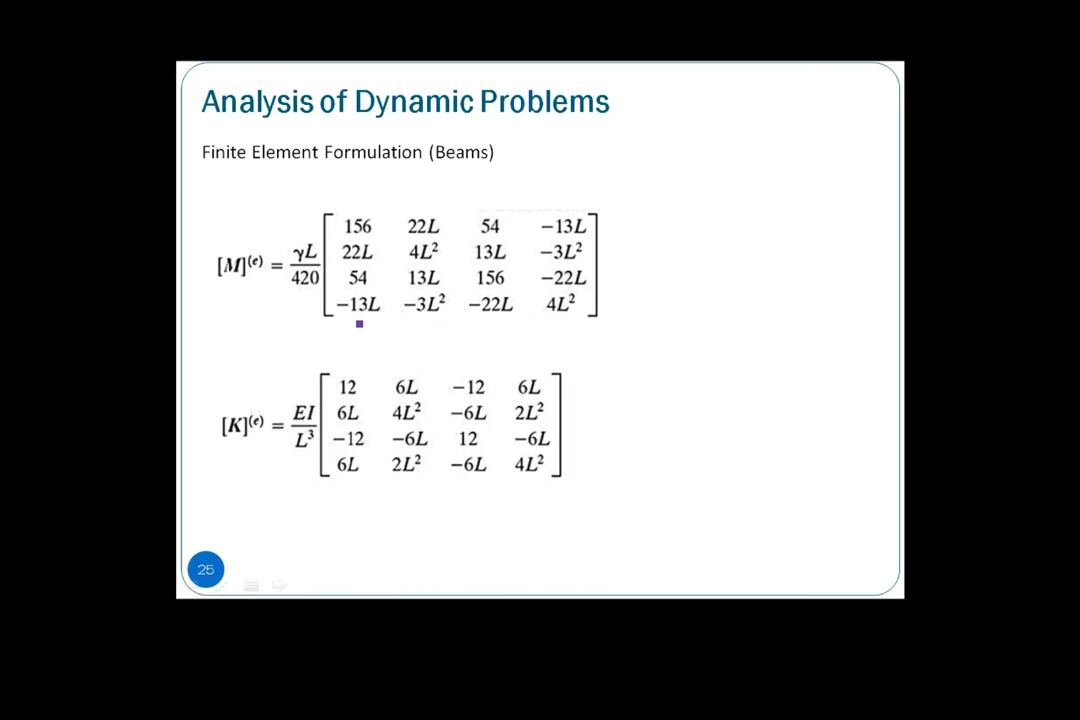 Analysis of Dynamic Problems
Finite Element Formulation (Beams)
[M]⁽ᵉ⁾ = γL/420 [
156 22L 54 −13L
22L 4L² 13L −3L²
54 13L 156 −22L
−13L −3L² −22L 4L²
]
[K]⁽ᵉ⁾ = EI/L³ [
12 6L −12 6L
6L 4L² −6L 2L²
−12 −6L 12 −6L
6L 2L² −6L 4L²
]
25